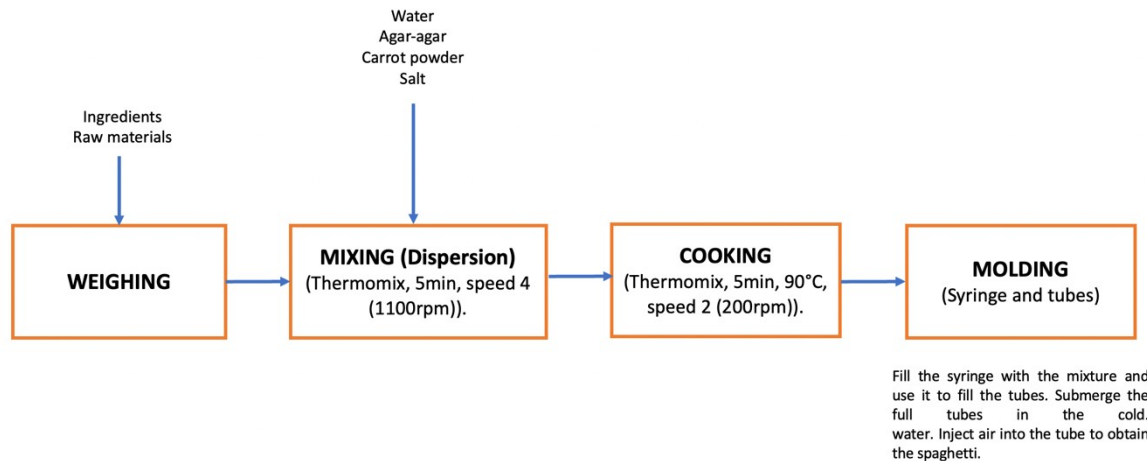 Water
Agar-agar
Carrot powder
Salt
Ingredients
Raw materials
WEIGHING
MIXING (Dispersion)
(Thermomix, 5min, speed 4
(1100rpm)).
COOKING
(Thermomix, 5min, 90°C,
speed 2 (200rpm)).
MOLDING
(Syringe and tubes)
Fill the syringe with the mixture and
use it to fill the tubes. Submerge the
full tubes in the cold.
water. Inject air into the tube to obtain
the spaghetti.